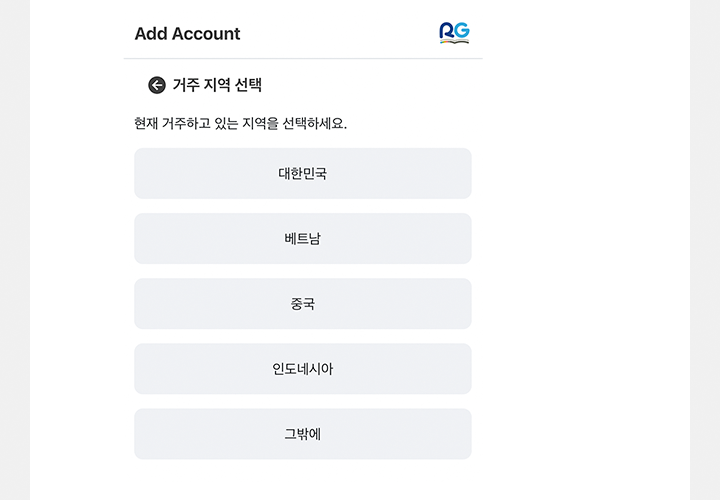 Add Account
RG
거주 지역 선택
현재 거주하고 있는 지역을 선택하세요.
대한민국
베트남
중국
인도네시아
그밖에